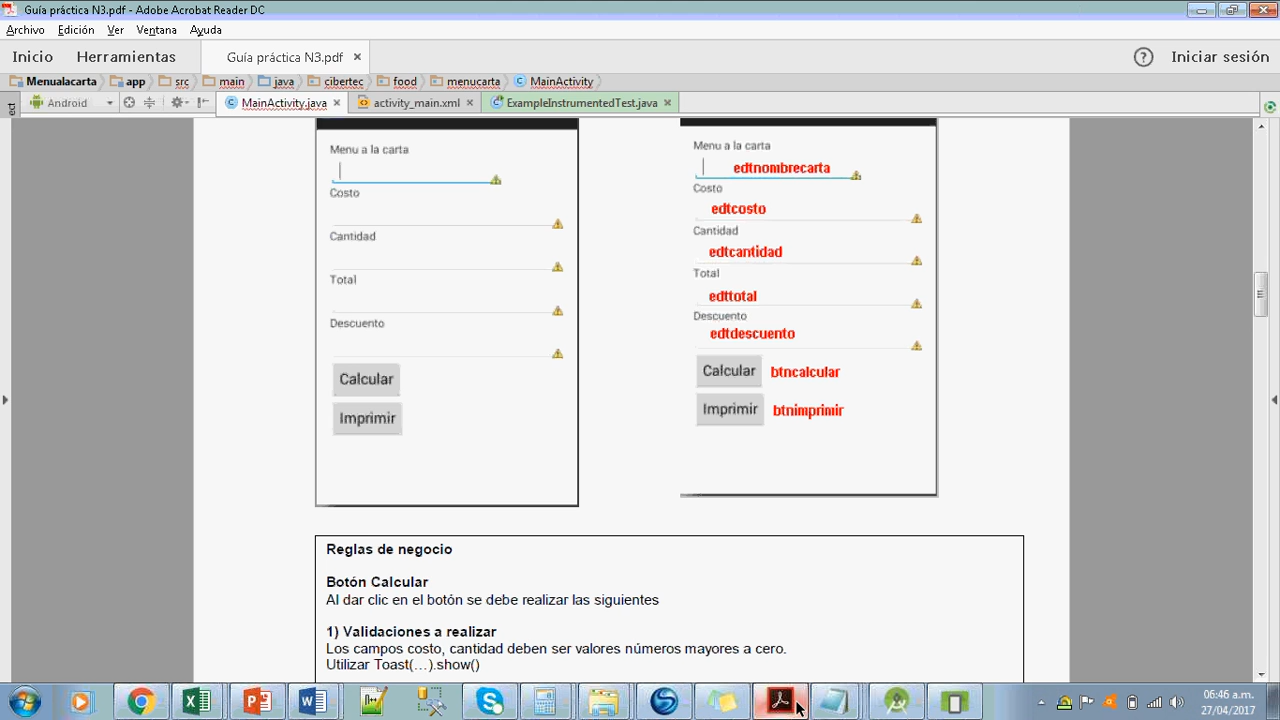 Guía práctica N3.pdf - Adobe Acrobat Reader DC
Archivo Edición Ver Ventana Ayuda
Inicio Herramientas Guía práctica N3.pdf × ? Iniciar sesión
Menualacarta app src main java cibertec food menucarta MainActivity
Android MainActivity.java × activity_main.xml × ExampleInstrumentedTest.java ×
Menu a la carta
Costo
Cantidad
Total
Descuento
Calcular
Imprimir
Menu a la carta
edtnombrecarta
Costo
edtcosto
Cantidad
edtcantidad
Total
edttotal
Descuento
edtdescuento
Calcular btncalcular
Imprimir btnimprimir
Reglas de negocio
Botón Calcular
Al dar clic en el botón se debe realizar las siguientes
1) Validaciones a realizar
Los campos costo, cantidad deben ser valores números mayores a cero.
Utilizar Toast(…).show()
06:46 a.m.
27/04/2017